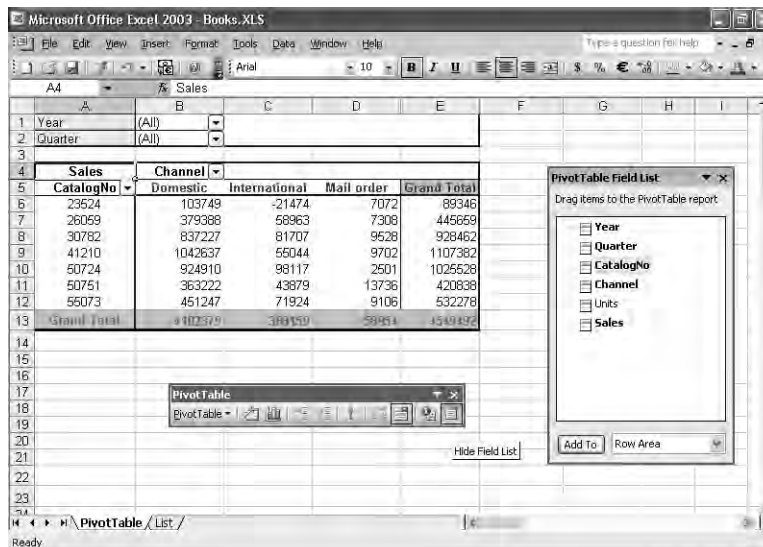 Microsoft Office Excel 2003 - Books.XLS
File Edit View Insert Format Tools Data Window Help Type a question for help
Arial 10 B I U $ % €
A4 fx Sales
A B C D E F G H I
1 Year (All)
2 Quarter (All)
3
4 Sales Channel
5 CatalogNo Domestic International Mail order Grand Total
6 23524 103749 -21474 7072 89346
7 26059 379388 58963 7308 445659
8 30782 837227 81707 9528 928462
9 41210 1042637 55044 9702 1107382
10 50724 924910 98117 2501 1025528
11 50751 363222 43879 13736 420838
12 55073 451247 71924 9106 532278
13 Grand Total
14
15
16
17
18
19
20
21
22
23
PivotTable Field List
Drag items to the PivotTable report
Year
Quarter
CatalogNo
Channel
Units
Sales
Add To Row Area
PivotTable
PivotTable
Hide Field List
PivotTable List
Ready